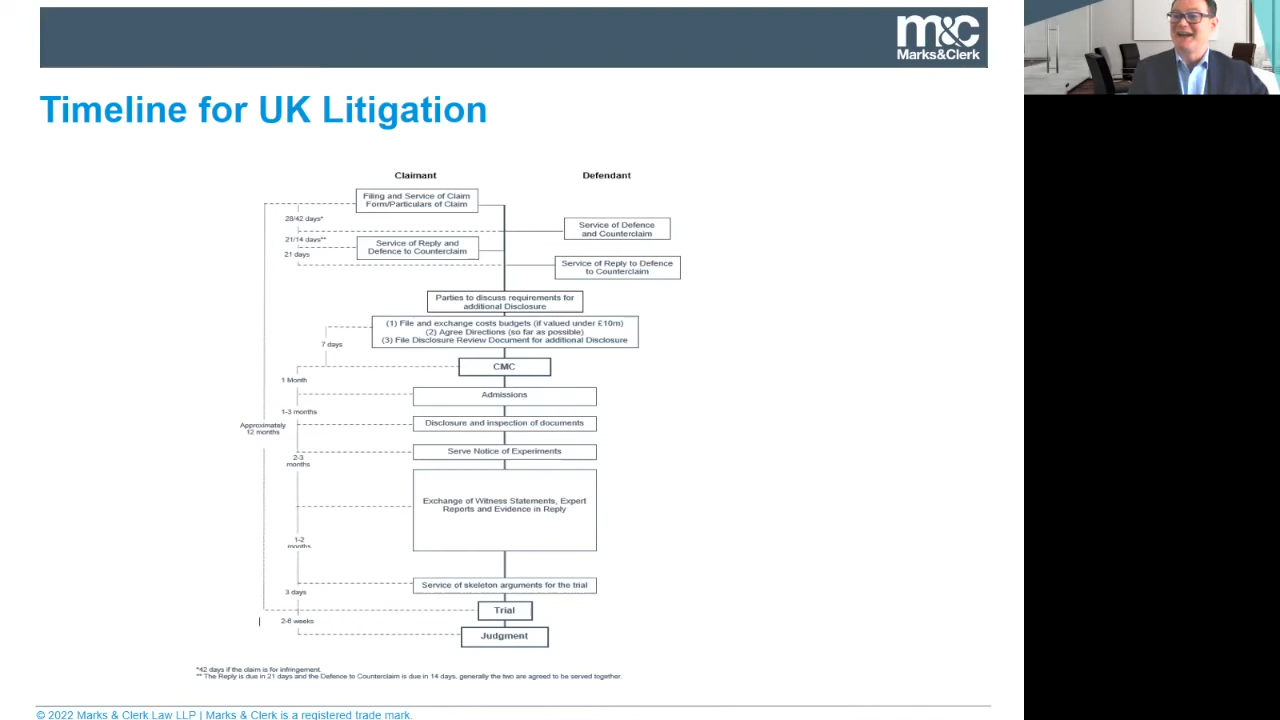 m&c
Marks&Clerk
Timeline for UK Litigation
Claimant
Defendant
Filing and Service of Claim
Form/Particulars of Claim
28/42 days*
Service of Defence
and Counterclaim
21/14 days**
Service of Reply and
Defence to Counterclaim
21 days
Service of Reply to Defence
to Counterclaim
Parties to discuss requirements for
additional Disclosure
(1) File and exchange costs budgets (if valued under £10m)
(2) Agree Directions (so far as possible)
(3) File Disclosure Review Document for additional Disclosure
7 days
CMC
1 Month
Admissions
1-3 months
Disclosure and inspection of documents
Approximately
12 months
Serve Notice of Experiments
2-3
months
Exchange of Witness Statements, Expert
Reports and Evidence in Reply
1-2
months
Service of skeleton arguments for the trial
3 days
Trial
2-6 weeks
Judgment
*42 days if the claim is for infringement.
** The Reply is due in 21 days and the Defence to Counterclaim is due in 14 days, generally the two are agreed to be served together.
© 2022 Marks & Clerk Law LLP | Marks & Clerk is a registered trade mark.